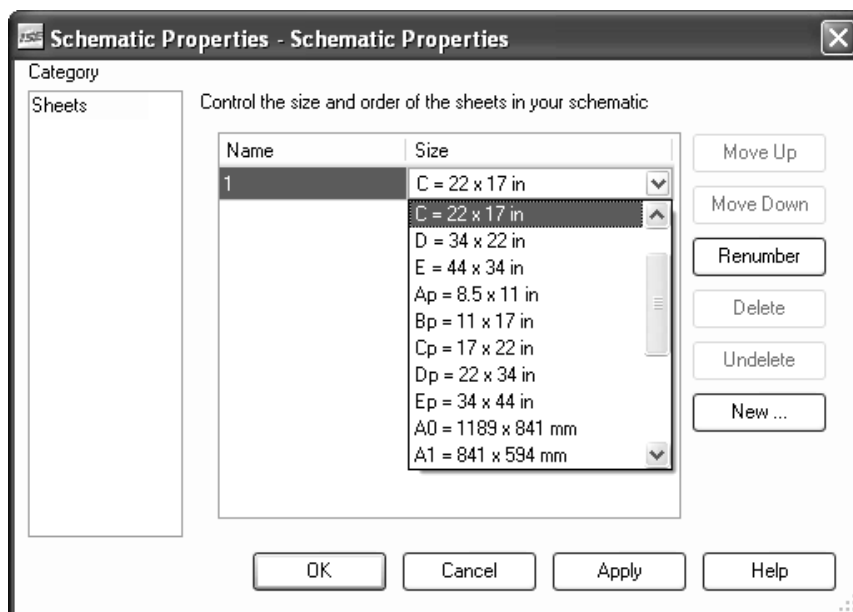 ISE Schematic Properties - Schematic Properties
Category
Sheets
Control the size and order of the sheets in your schematic
Name Size
1 C = 22 x 17 in
C = 22 x 17 in
D = 34 x 22 in
E = 44 x 34 in
Ap = 8.5 x 11 in
Bp = 11 x 17 in
Cp = 17 x 22 in
Dp = 22 x 34 in
Ep = 34 x 44 in
A0 = 1189 x 841 mm
A1 = 841 x 594 mm
Move Up
Move Down
Renumber
Delete
Undelete
New ...
OK Cancel Apply Help